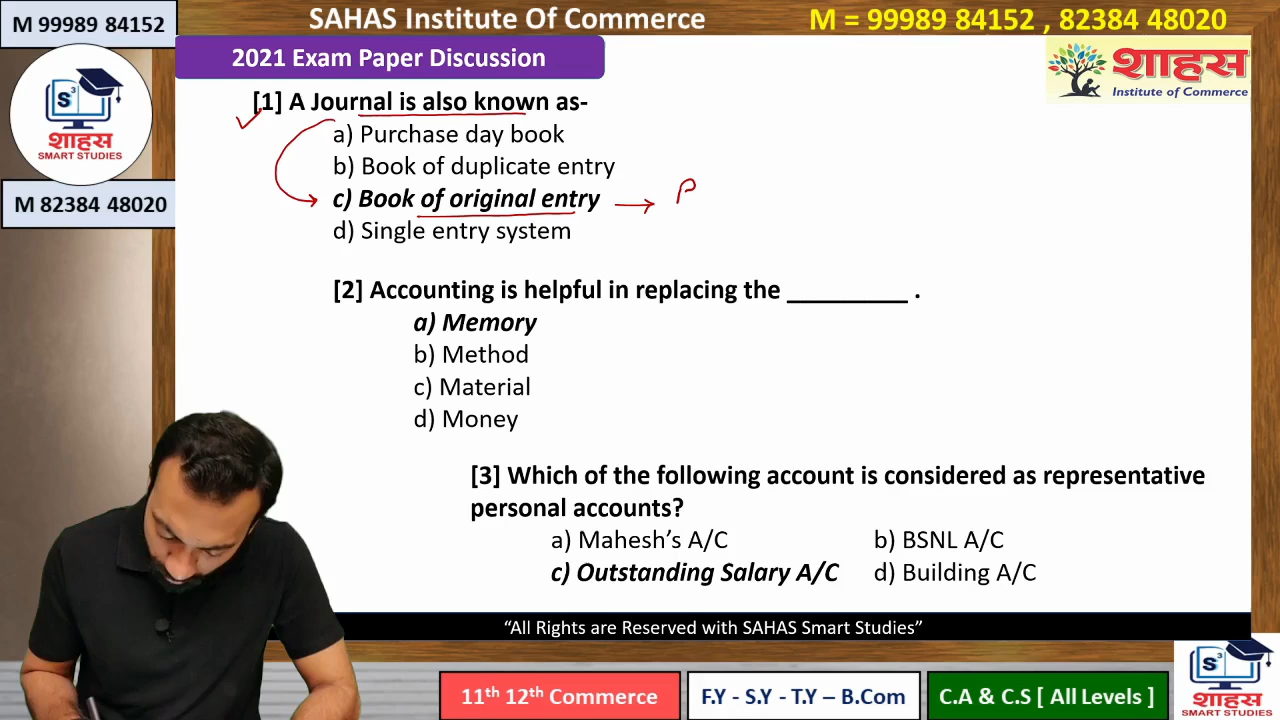 M 99989 84152
SAHAS Institute Of Commerce
M = 99989 84152 , 82384 48020
2021 Exam Paper Discussion
शाहस
Institute of Commerce
S³
शाहस
SMART STUDIES
M 82384 48020
[1] A Journal is also known as-
a) Purchase day book
b) Book of duplicate entry
c) Book of original entry
d) Single entry system
[2] Accounting is helpful in replacing the _________ .
a) Memory
b) Method
c) Material
d) Money
[3] Which of the following account is considered as representative
personal accounts?
a) Mahesh’s A/C b) BSNL A/C
c) Outstanding Salary A/C d) Building A/C
“All Rights are Reserved with SAHAS Smart Studies”
11th 12th Commerce
F.Y - S.Y - T.Y – B.Com
C.A & C.S [ All Levels ]
S³
शाहस
SMART STUDIES